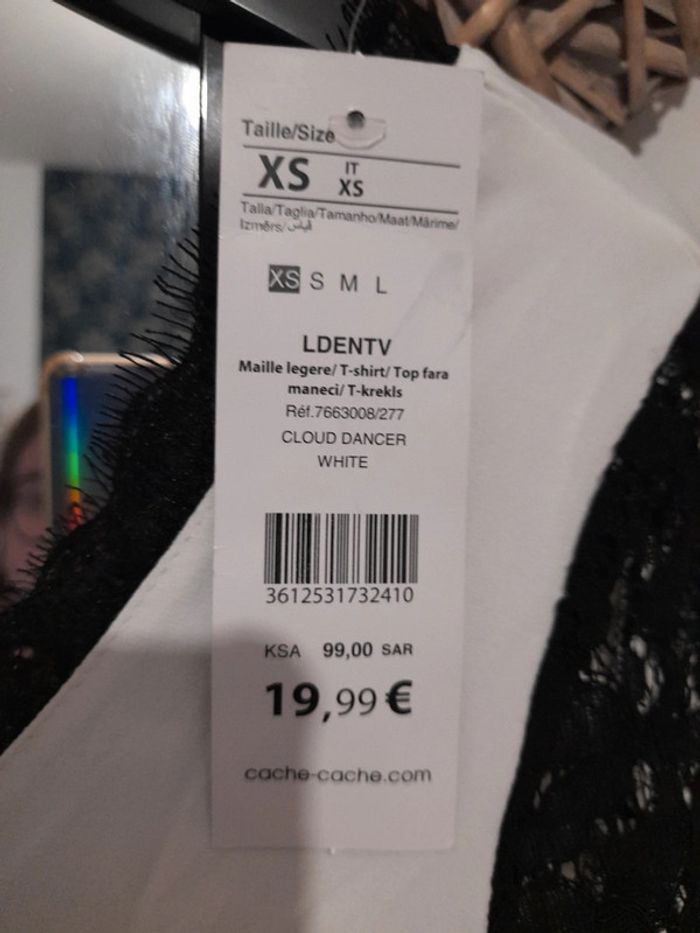 Taille/Size
XS IT XS
Talla/Taglia/Tamanho/Maat/Mărime/
Izmērs/قياس
XS S M L
LDENTV
Maille legere/ T-shirt/ Top fara
maneci/ T-krekls
Réf.7663008/277
CLOUD DANCER
WHITE
3612531732410
KSA 99,00 SAR
19,99 €
cache-cache.com